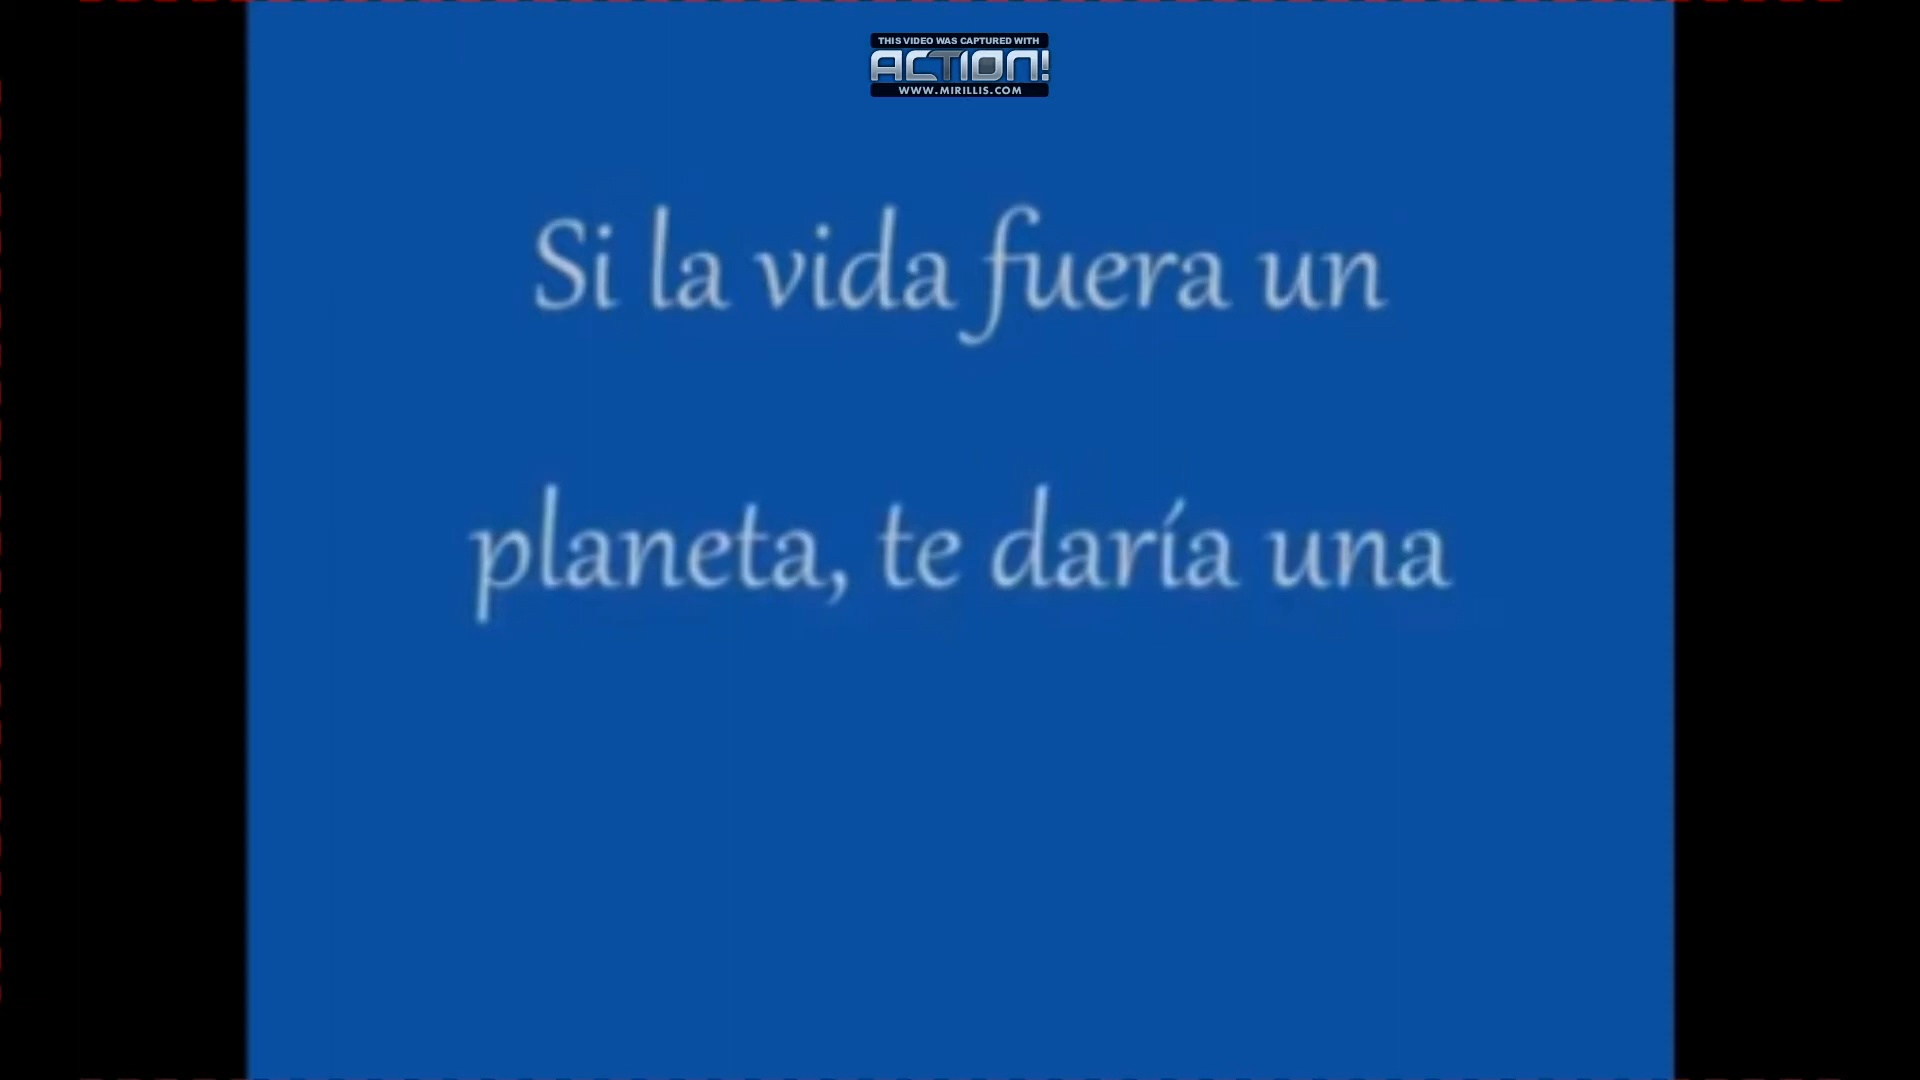 THIS VIDEO WAS CAPTURED WITH
ACTION!
WWW.MIRILLIS.COM
Si la vida fuera un
planeta, te daría una